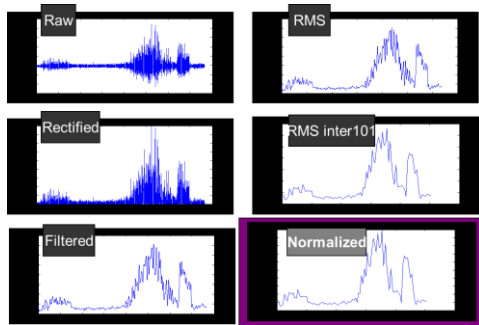 Raw
RMS
Rectified
RMS inter101
Filtered
Normalized